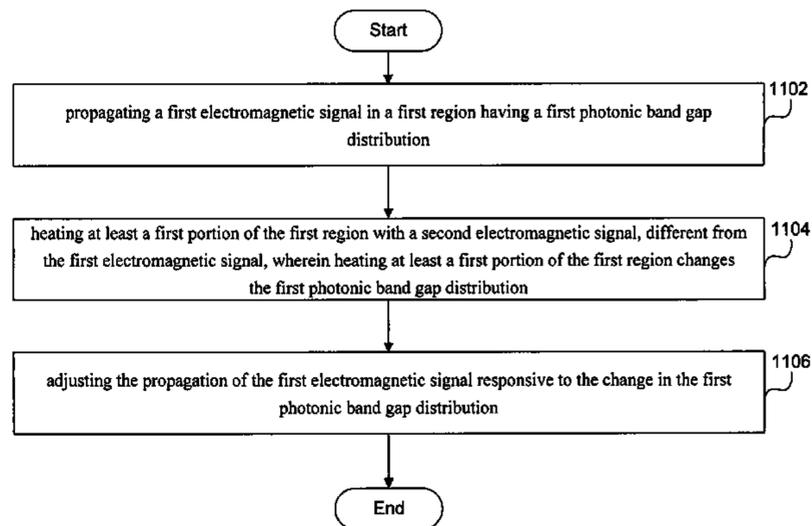 Start
1102
propagating a first electromagnetic signal in a first region having a first photonic band gap
distribution
1104
heating at least a first portion of the first region with a second electromagnetic signal, different from
the first electromagnetic signal, wherein heating at least a first portion of the first region changes
the first photonic band gap distribution
1106
adjusting the propagation of the first electromagnetic signal responsive to the change in the first
photonic band gap distribution
End